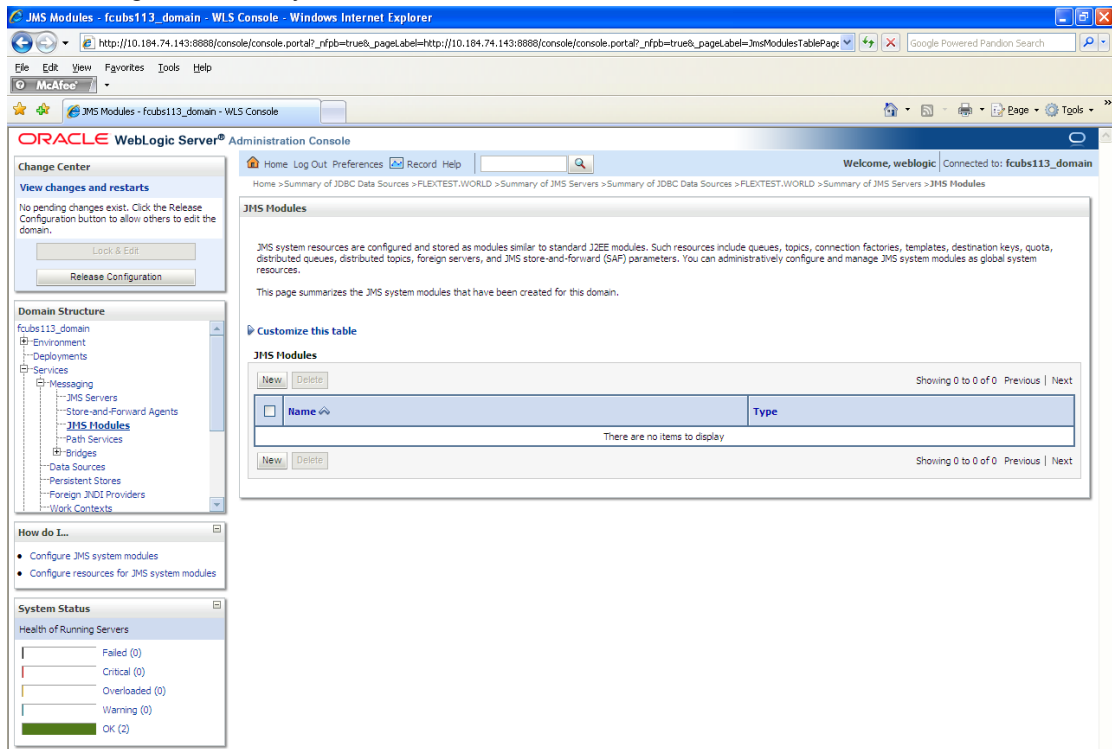 JMS Modules - fcubs113_domain - WLS Console - Windows Internet Explorer
http://10.184.74.143:8888/console/console.portal?_nfpb=true&_pageLabel=http://10.184.74.143:8888/console/console.portal?_nfpb=true&_pageLabel=JmsModulesTablePage
Google Powered Pandion Search
File Edit View Favorites Tools Help
McAfee
JMS Modules - fcubs113_domain - WLS Console
Page Tools »
ORACLE WebLogic Server® Administration Console
Change Center
View changes and restarts
No pending changes exist. Click the Release
Configuration button to allow others to edit the
domain.
Lock & Edit
Release Configuration
Domain Structure
fcubs113_domain
Environment
Deployments
Services
Messaging
JMS Servers
Store-and-Forward Agents
JMS Modules
Path Services
Bridges
Data Sources
Persistent Stores
Foreign JNDI Providers
Work Contexts
How do I...
Configure JMS system modules
Configure resources for JMS system modules
System Status
Health of Running Servers
Failed (0)
Critical (0)
Overloaded (0)
Warning (0)
OK (2)
Home Log Out Preferences Record Help
Welcome, weblogic Connected to: fcubs113_domain
Home >Summary of JDBC Data Sources >FLEXTEST.WORLD >Summary of JMS Servers >Summary of JDBC Data Sources >FLEXTEST.WORLD >Summary of JMS Servers >JMS Modules
JMS Modules
JMS system resources are configured and stored as modules similar to standard J2EE modules. Such resources include queues, topics, connection factories, templates, destination keys, quota,
distributed queues, distributed topics, foreign servers, and JMS store-and-forward (SAF) parameters. You can administratively configure and manage JMS system modules as global system
resources.
This page summarizes the JMS system modules that have been created for this domain.
Customize this table
JMS Modules
New Delete Showing 0 to 0 of 0 Previous | Next
Name Type
There are no items to display
New Delete Showing 0 to 0 of 0 Previous | Next